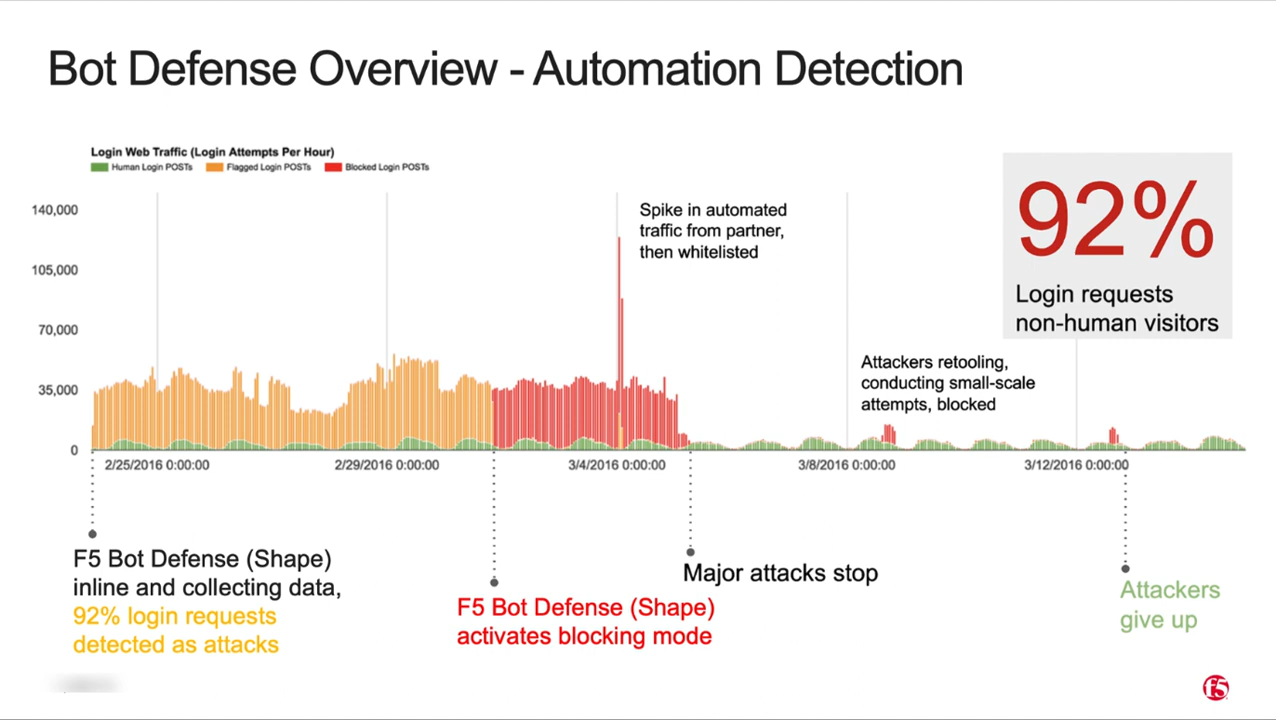 Bot Defense Overview - Automation Detection
Login Web Traffic (Login Attempts Per Hour)
Human Login POSTs
Flagged Login POSTs
Blocked Login POSTs
140,000
105,000
70,000
35,000
0
Spike in automated
traffic from partner,
then whitelisted
92%
Login requests
non-human visitors
Attackers retooling,
conducting small-scale
attempts, blocked
2/25/2016 0:00:00
2/29/2016 0:00:00
3/4/2016 0:00:00
3/8/2016 0:00:00
3/12/2016 0:00:00
F5 Bot Defense (Shape)
inline and collecting data,
92% login requests
detected as attacks
F5 Bot Defense (Shape)
activates blocking mode
Major attacks stop
Attackers
give up
f5